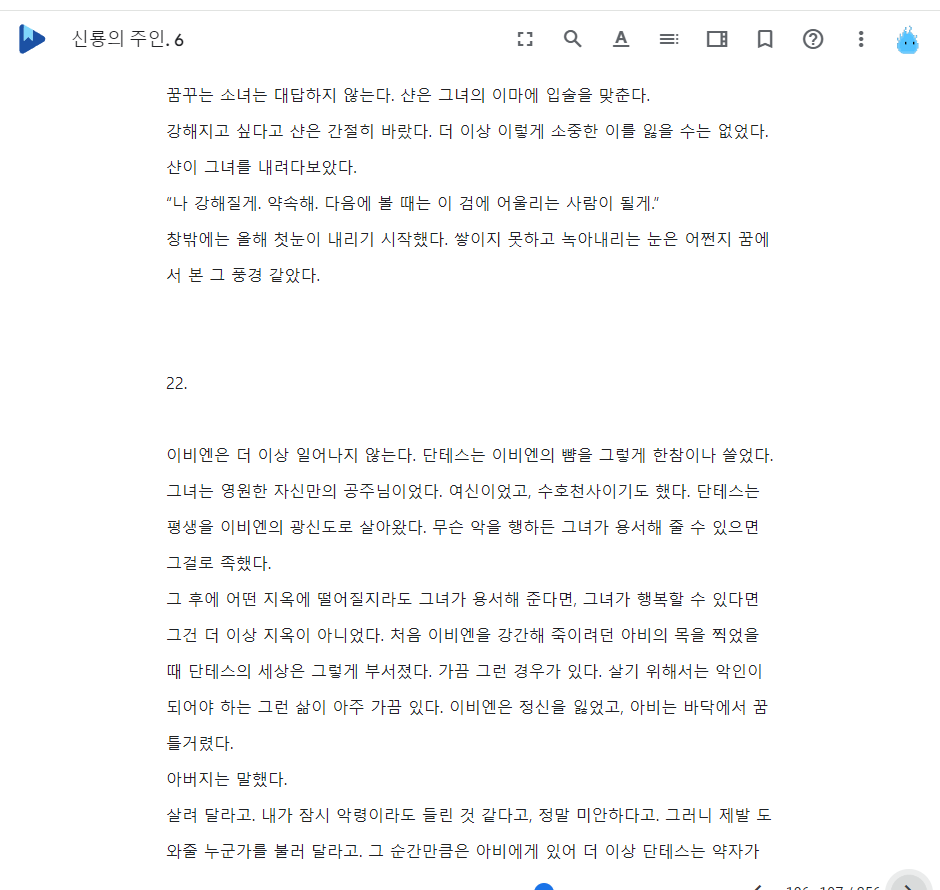 신룡의 주인. 6
꿈꾸는 소녀는 대답하지 않는다. 샨은 그녀의 이마에 입술을 맞춘다.
강해지고 싶다고 샨은 간절히 바랐다. 더 이상 이렇게 소중한 이를 잃을 수는 없었다.
샨이 그녀를 내려다보았다.
“나 강해질게. 약속해. 다음에 볼 때는 이 검에 어울리는 사람이 될게.”
창밖에는 올해 첫눈이 내리기 시작했다. 쌓이지 못하고 녹아내리는 눈은 어쩐지 꿈에
서 본 그 풍경 같았다.
22.
이비엔은 더 이상 일어나지 않는다. 단테스는 이비엔의 뺨을 그렇게 한참이나 쓸었다.
그녀는 영원한 자신만의 공주님이었다. 여신이었고, 수호천사이기도 했다. 단테스는
평생을 이비엔의 광신도로 살아왔다. 무슨 악을 행하든 그녀가 용서해 줄 수 있으면
그걸로 족했다.
그 후에 어떤 지옥에 떨어질지라도 그녀가 용서해 준다면, 그녀가 행복할 수 있다면
그건 더 이상 지옥이 아니었다. 처음 이비엔을 강간해 죽이려던 아비의 목을 찍었을
때 단테스의 세상은 그렇게 부서졌다. 가끔 그런 경우가 있다. 살기 위해서는 악인이
되어야 하는 그런 삶이 아주 가끔 있다. 이비엔은 정신을 잃었고, 아비는 바닥에서 꿈
틀거렸다.
아버지는 말했다.
살려 달라고. 내가 잠시 악령이라도 들린 것 같다고, 정말 미안하다고. 그러니 제발 도
와줄 누군가를 불러 달라고. 그 순간만큼은 아비에게 있어 더 이상 단테스는 약자가